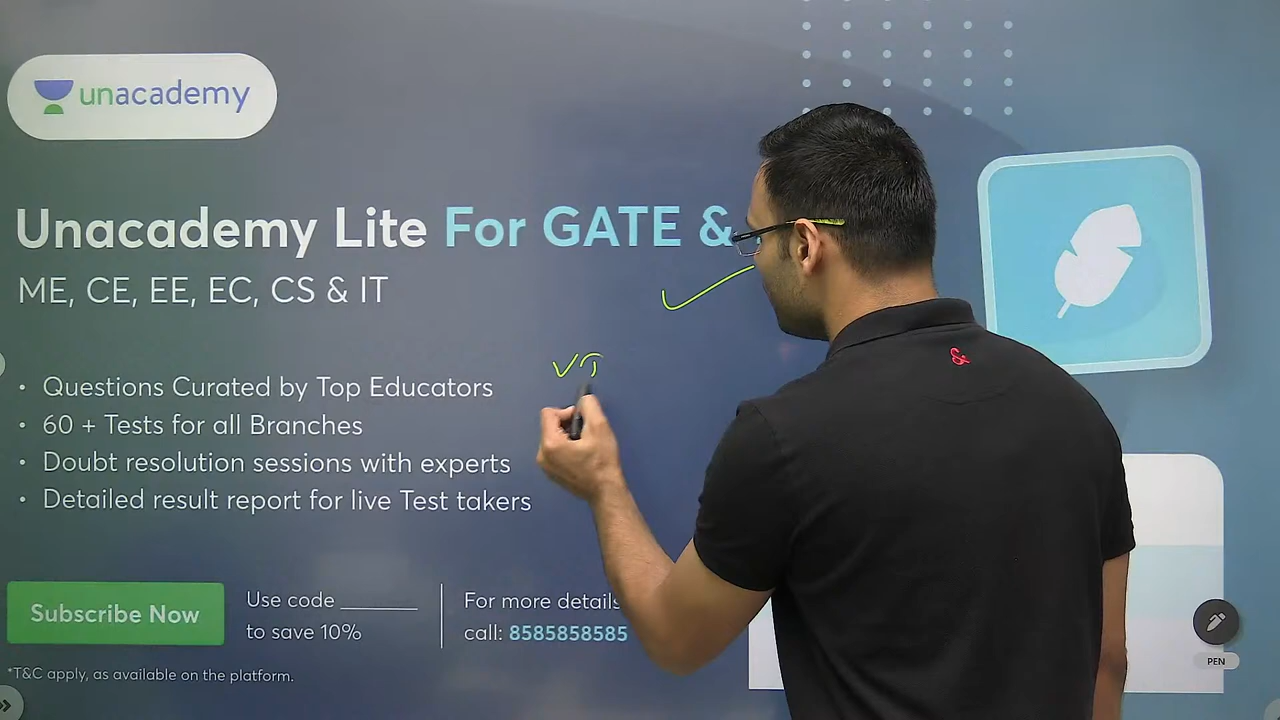 unacademy
Unacademy Lite For GATE &
ME, CE, EE, EC, CS & IT
• Questions Curated by Top Educators
• 60 + Tests for all Branches
• Doubt resolution sessions with experts
• Detailed result report for live Test takers
Subscribe Now
Use code ________
to save 10%
For more details
call: 8585858585
*T&C apply, as available on the platform.
&
PEN